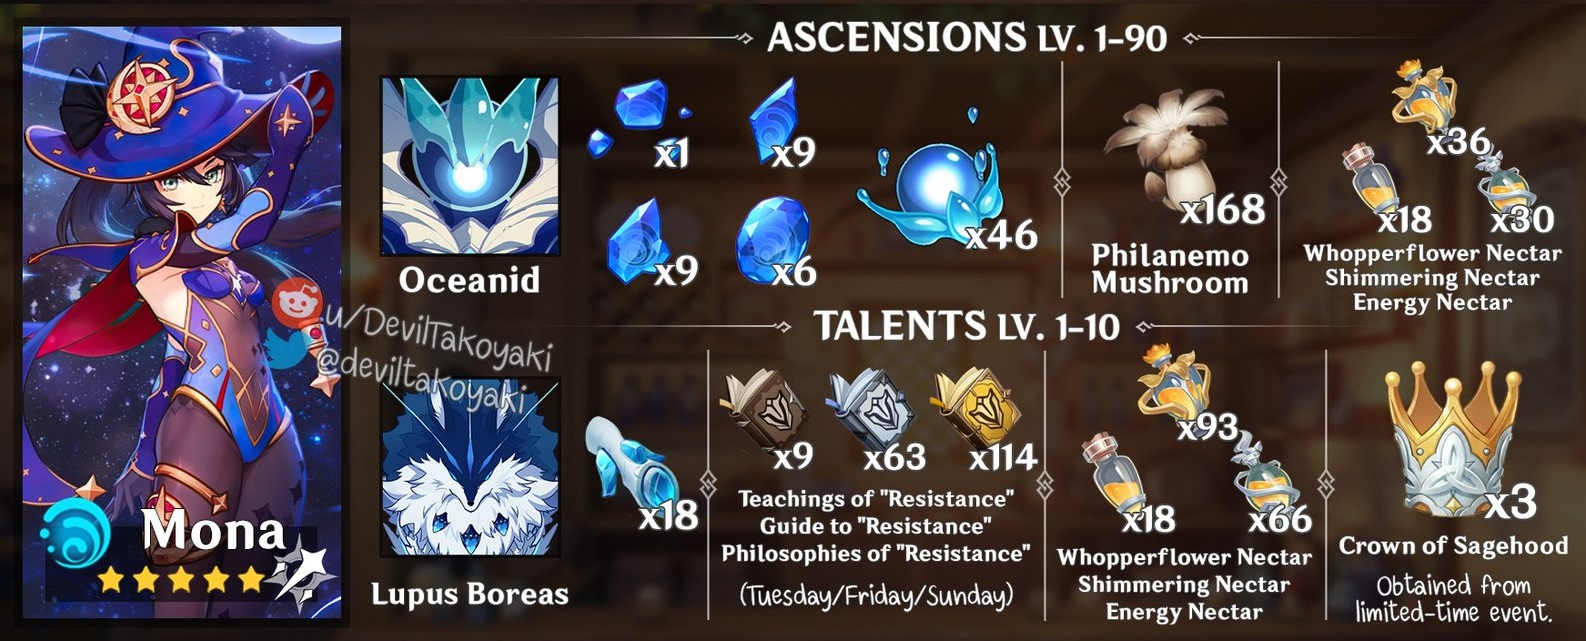 ASCENSIONS LV. 1-90
Oceanid
x1
x9
x9
x6
x46
x168
Philanemo
Mushroom
x36
x18
x30
Whopperflower Nectar
Shimmering Nectar
Energy Nectar
u/DevilTakoyaki
@deviltakoyaki
Mona
TALENTS LV. 1-10
Lupus Boreas
x18
x9
x63
x114
Teachings of "Resistance"
Guide to "Resistance"
Philosophies of "Resistance"
(Tuesday/Friday/Sunday)
x93
x18
x66
Whopperflower Nectar
Shimmering Nectar
Energy Nectar
x3
Crown of Sagehood
Obtained from
limited-time event.